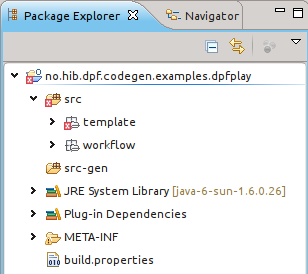 Package Explorer
Navigator
no.hib.dpf.codegen.examples.dpfplay
src
template
workflow
src-gen
JRE System Library [java-6-sun-1.6.0.26]
Plug-in Dependencies
META-INF
build.properties